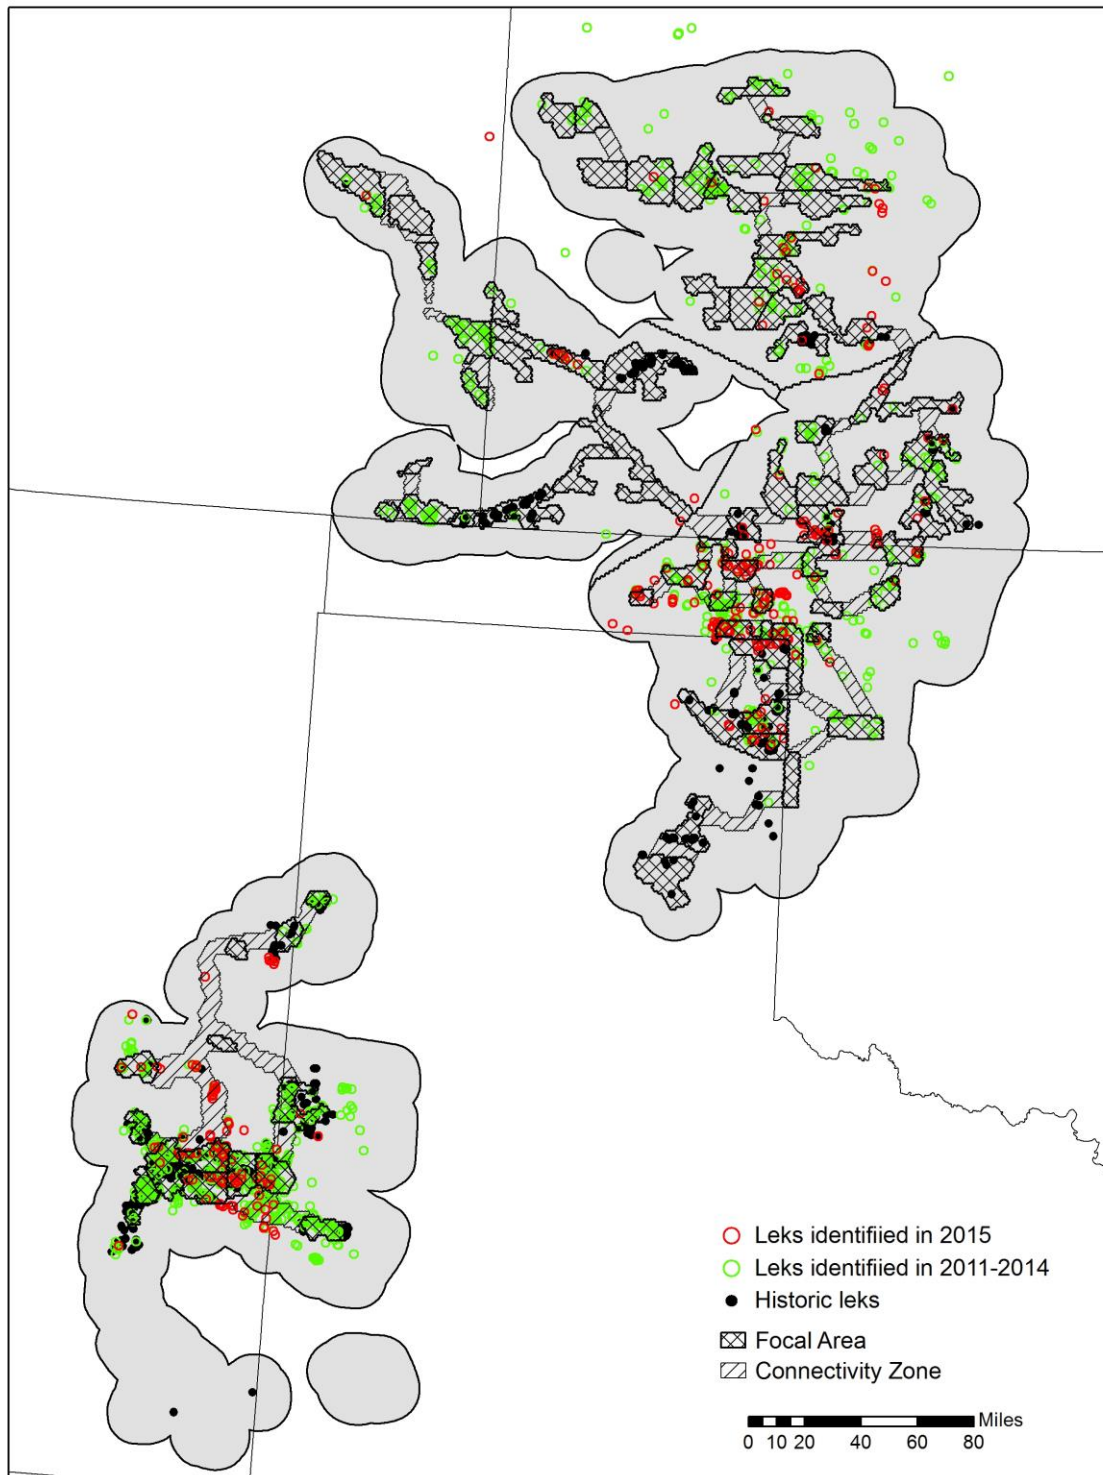 Leks identifiied in 2015
Leks identifiied in 2011-2014
Historic leks
Focal Area
Connectivity Zone
Miles
0 10 20 40 60 80